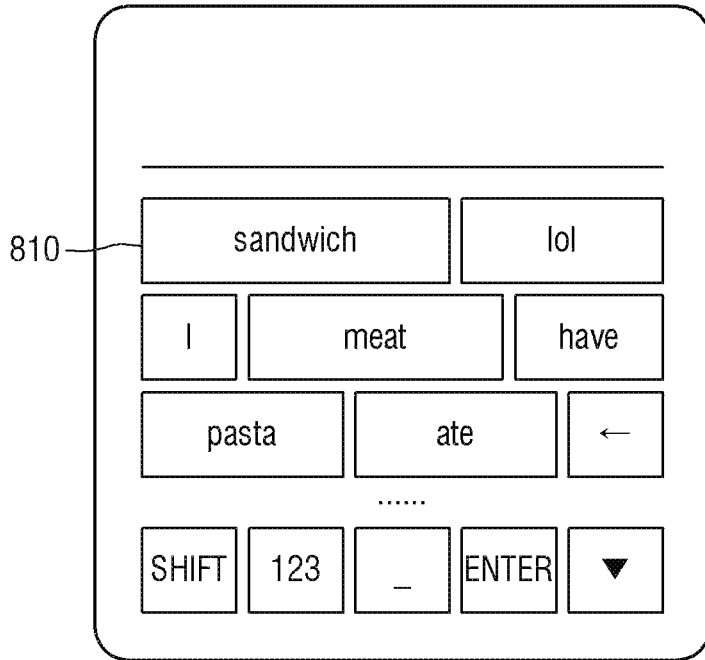 810 sandwich lol
I meat have
pasta ate ←
......
SHIFT 123 _ ENTER ▼